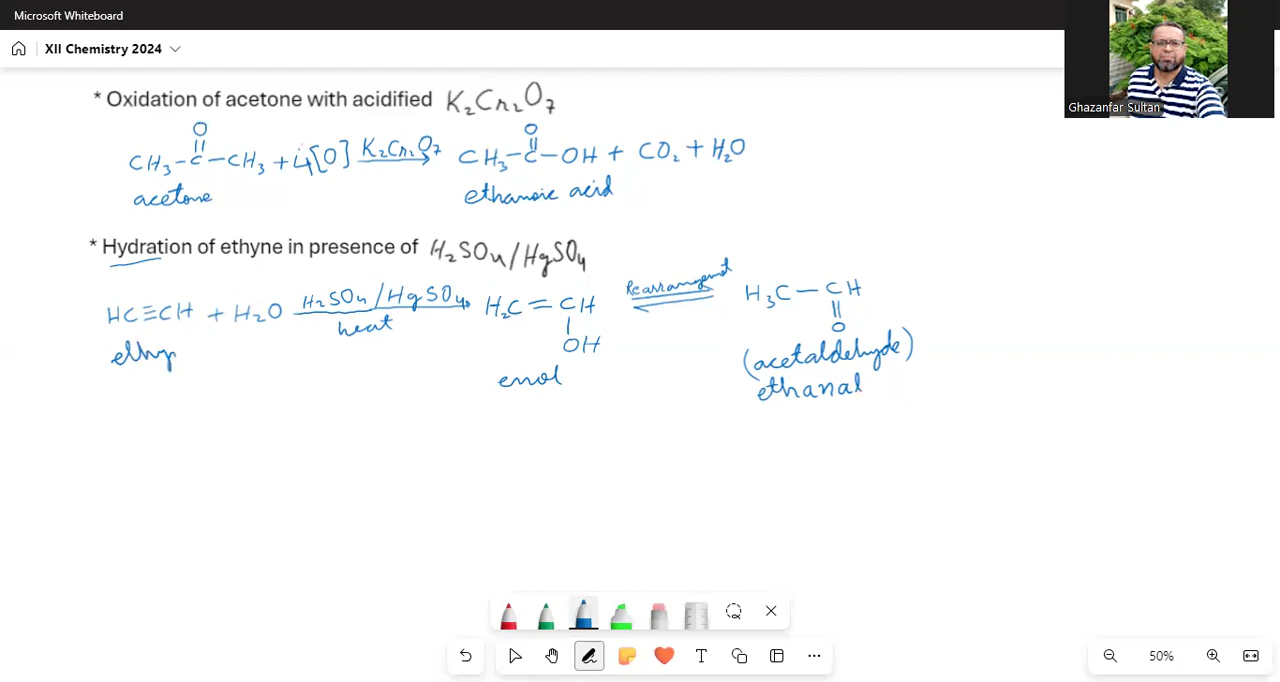 Microsoft Whiteboard
XII Chemistry 2024
Ghazanfar Sultan
* Oxidation of acetone with acidified K₂Cr₂O₇
O
CH₃-C-CH₃ + 4[O] K₂Cr₂O₇ CH₃-C-OH + CO₂ + H₂O
O
acetone ethanoic acid
* Hydration of ethyne in presence of H₂SO₄/HgSO₄
HC≡CH + H₂O H₂SO₄/HgSO₄ heat H₂C=CH Rearrangement H₃C-CH
OH O
ethy enol (acetaldehyde)
ethanal
50%